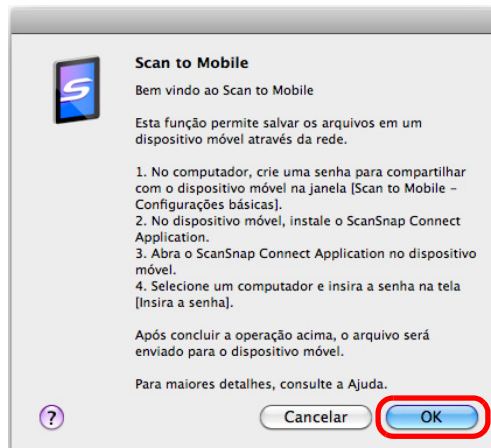 Scan to Mobile
Bem vindo ao Scan to Mobile
Esta função permite salvar os arquivos em um
dispositivo móvel através da rede.
1. No computador, crie uma senha para compartilhar
com o dispositivo móvel na janela [Scan to Mobile –
Configurações básicas].
2. No dispositivo móvel, instale o ScanSnap Connect
Application.
3. Abra o ScanSnap Connect Application no dispositivo
móvel.
4. Selecione um computador e insira a senha na tela
[Insira a senha].
Após concluir a operação acima, o arquivo será
enviado para o dispositivo móvel.
Para maiores detalhes, consulte a Ajuda.
? Cancelar OK